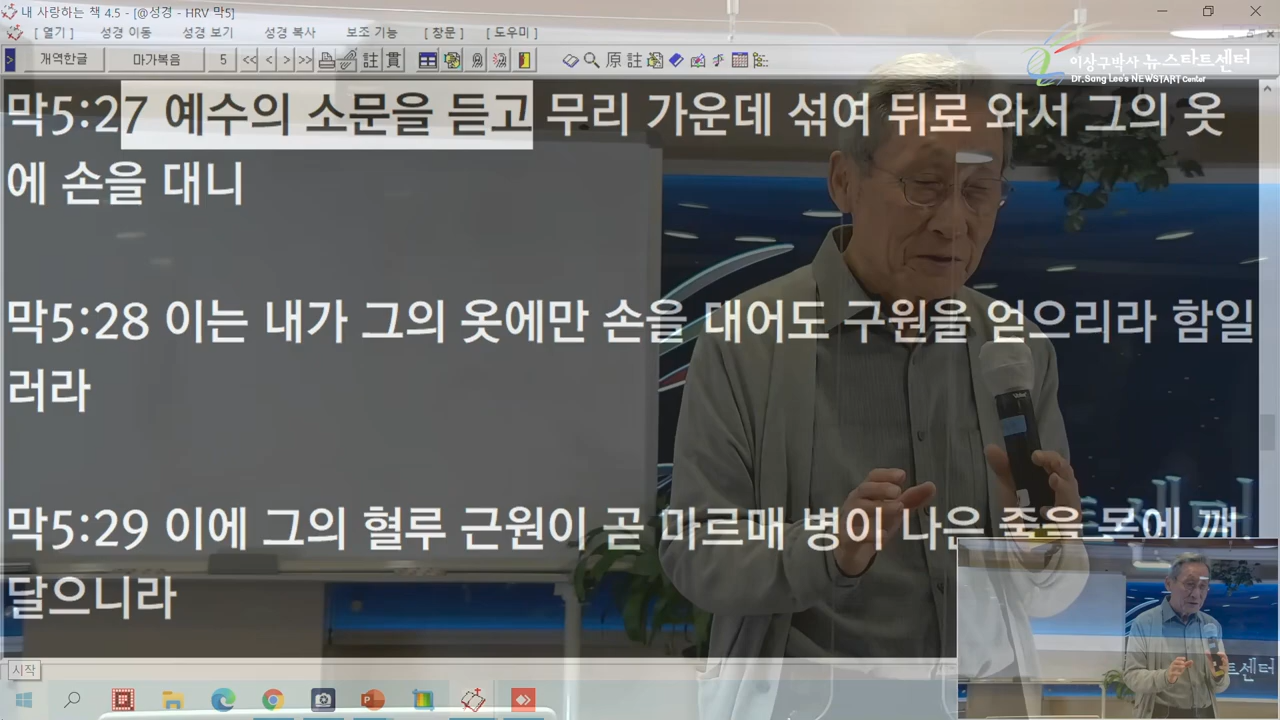 내 사랑하는 책 4.5 - [@성경 - HRV 막5]
[ 열기 ] 성경 이동 성경 보기 성경 복사 보조 기능 [ 창문 ] [ 도우미 ]
개역한글 마가복음 5 << < > >> 註 貫 原 註
이상구박사 뉴스타트센터
Dr. Sang Lee's NEWSTART Center
막5:27 예수의 소문을 듣고 무리 가운데 섞여 뒤로 와서 그의 옷
에 손을 대니
막5:28 이는 내가 그의 옷에만 손을 대어도 구원을 얻으리라 함일
러라
막5:29 이에 그의 혈루 근원이 곧 마르매 병이 나은 줄을 몸에 깨
달으니라
시작